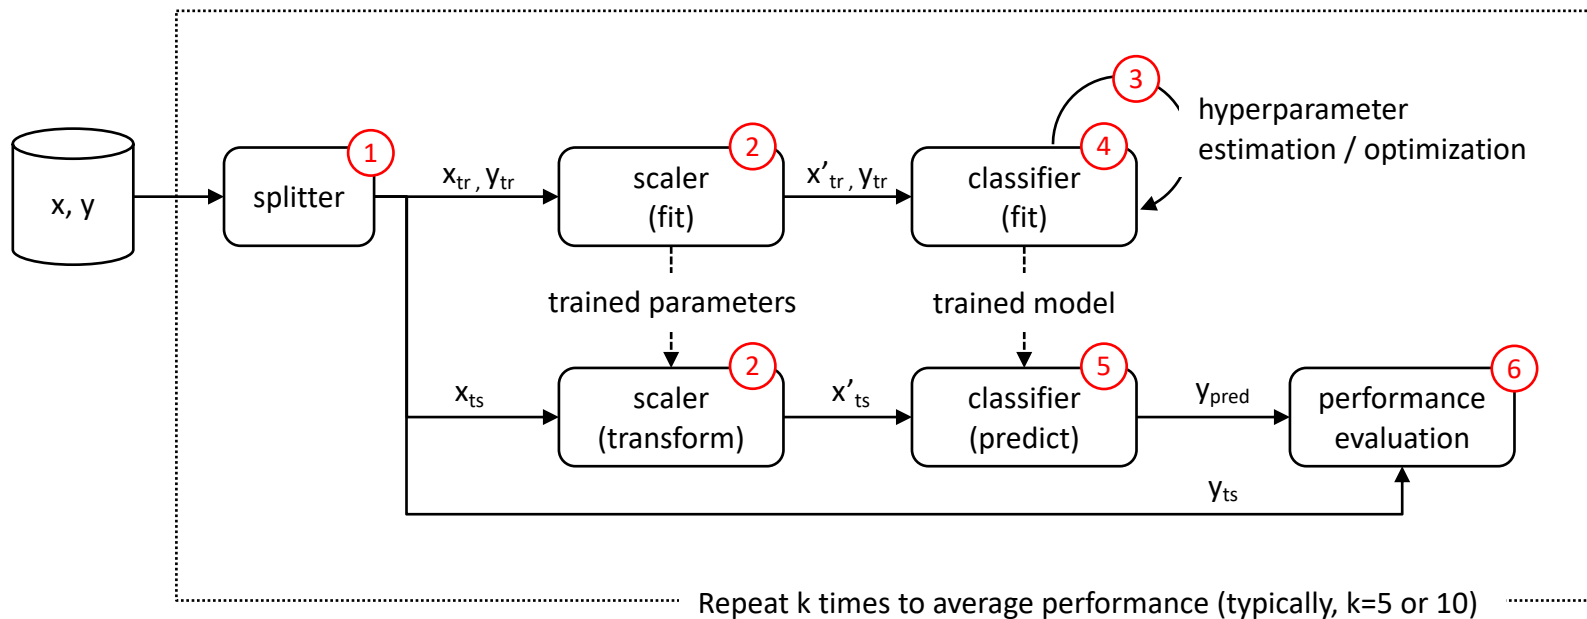 3
hyperparameter
estimation / optimization
1
2
4
x, y
splitter
xtr , ytr
scaler
(fit)
x'tr , ytr
classifier
(fit)
trained parameters
trained model
2
5
6
xts
scaler
(transform)
x'ts
classifier
(predict)
ypred
performance
evaluation
yts
Repeat k times to average performance (typically, k=5 or 10)